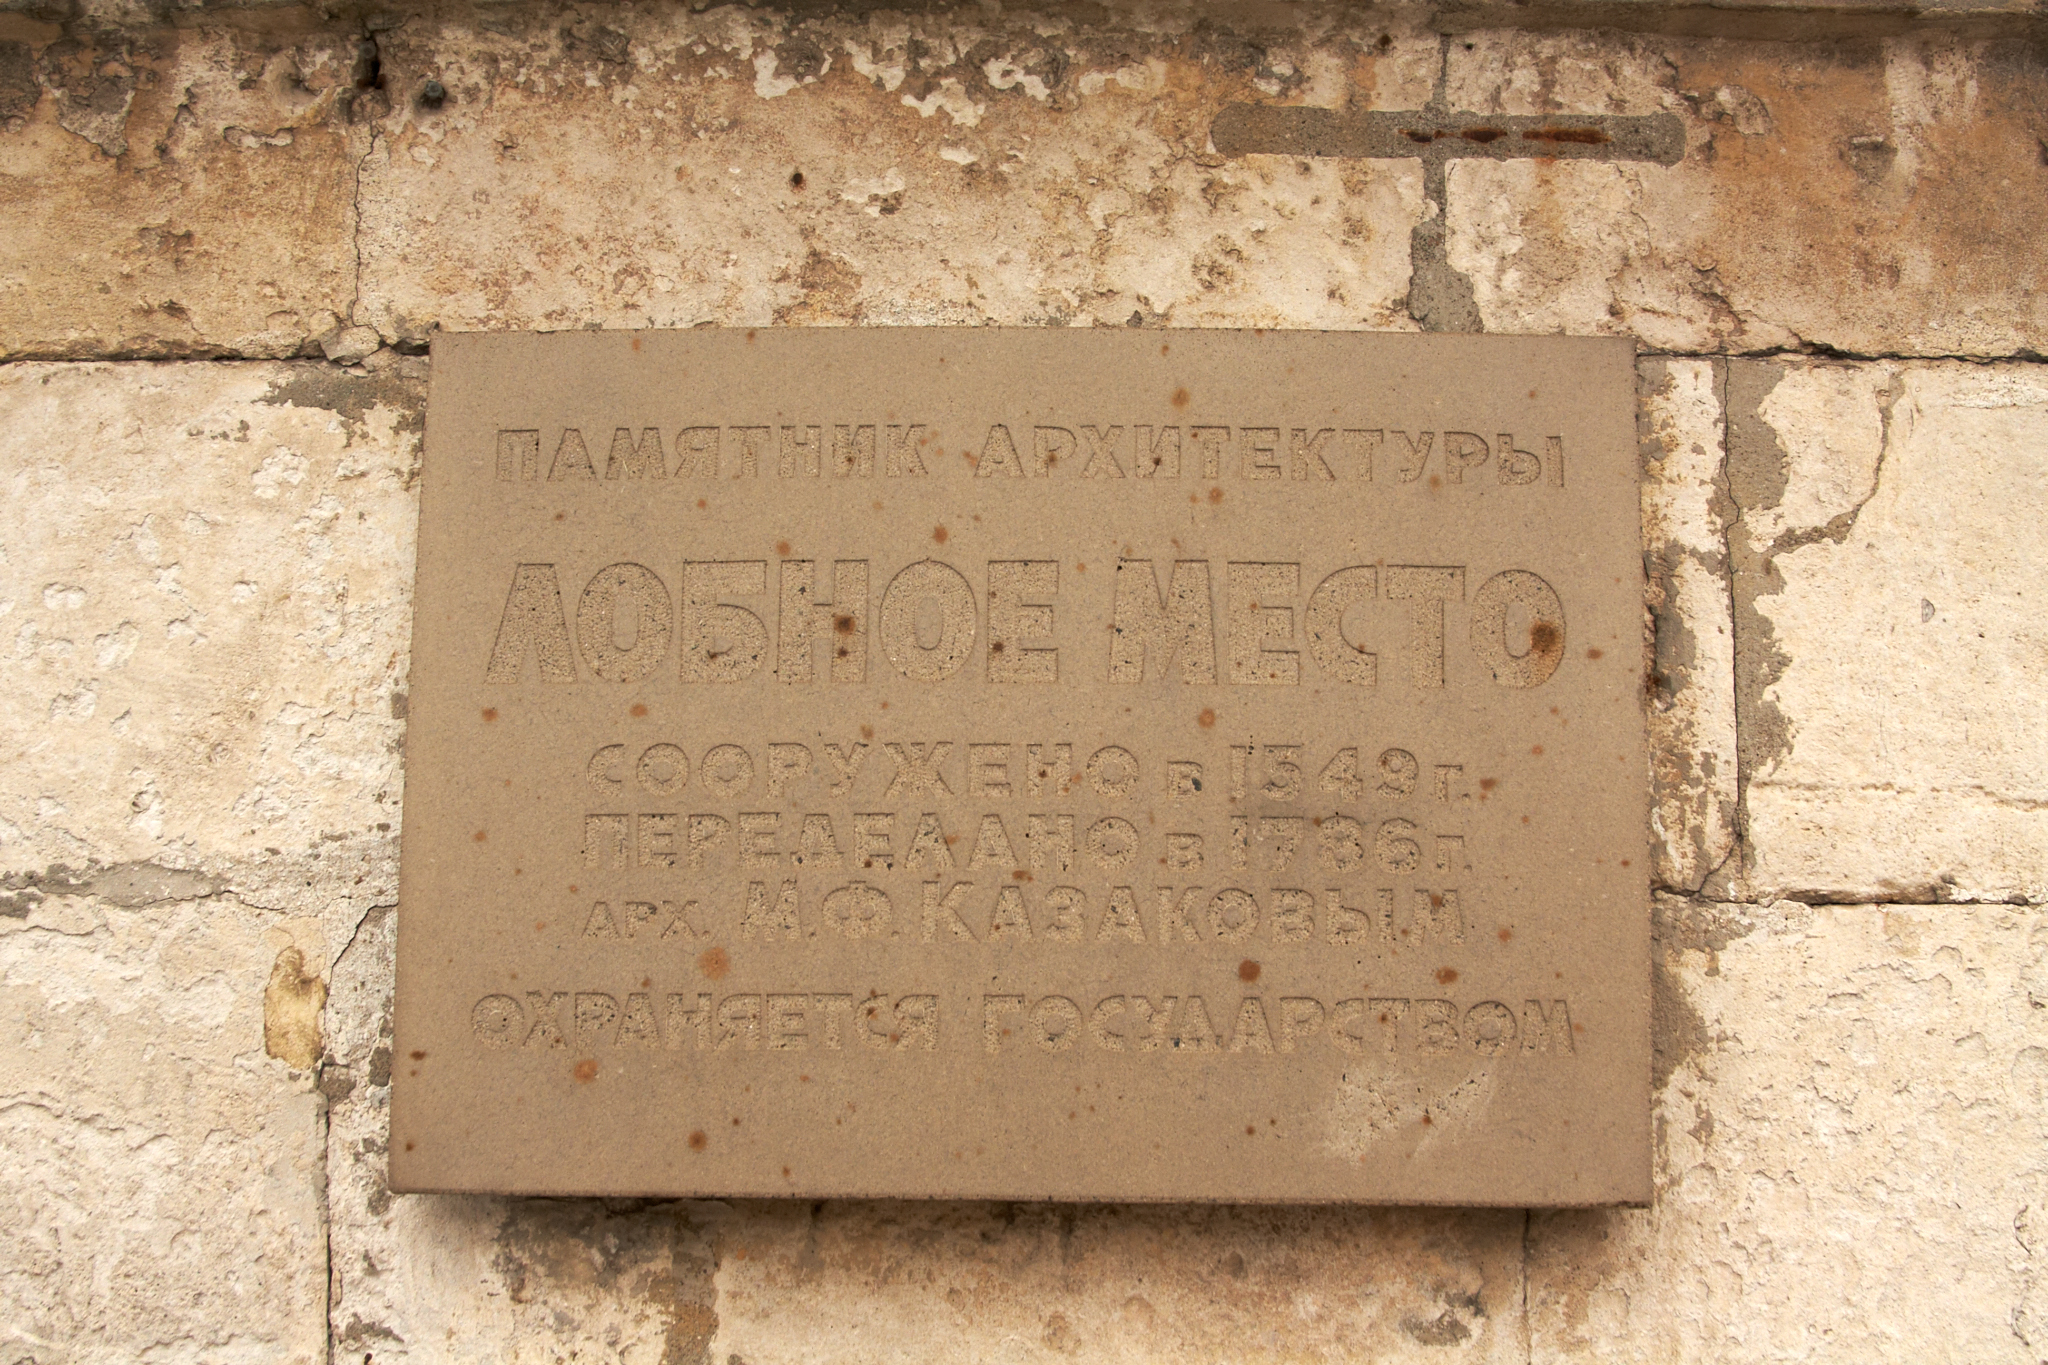 ПАМЯТНИК АРХИТЕКТУРЫ
ЛОБНОЕ МЕСТО
СООРУЖЕНО в 1549 г.
ПЕРЕДЕЛАНО в 1786 г.
АРХ. М.Ф. КАЗАКОВЫМ
ОХРАНЯЕТСЯ ГОСУДАРСТВОМ